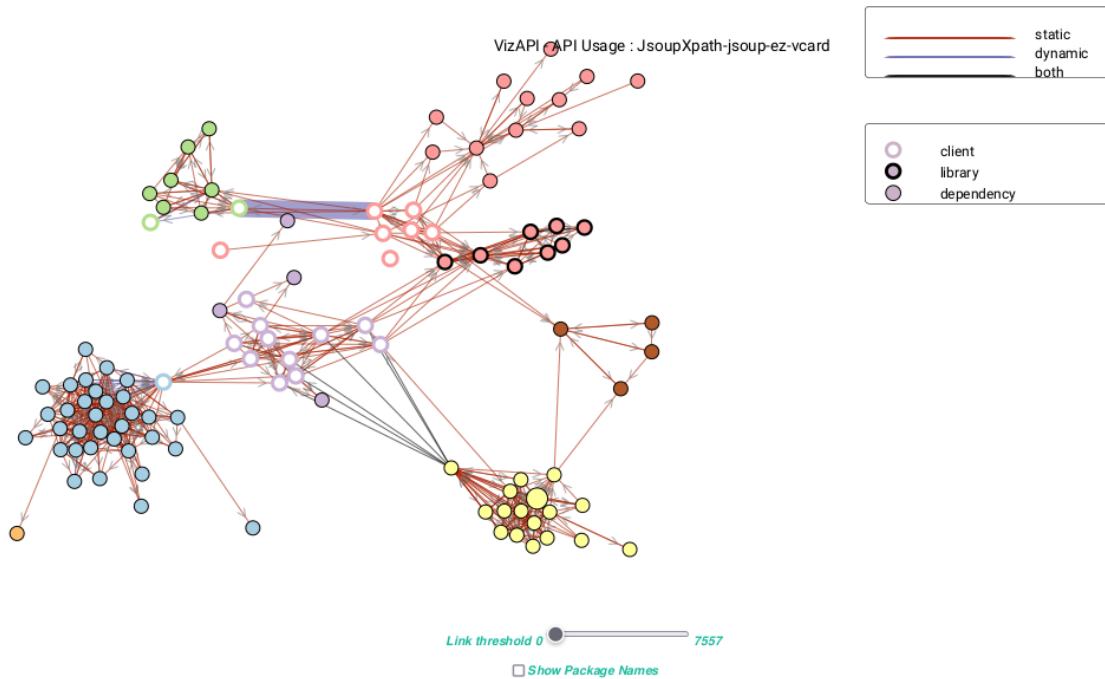 VizAPI - API Usage : JsoupXpath-jsoup-ez-vcard
static
dynamic
both
client
library
dependency
Link threshold 0 7557
Show Package Names